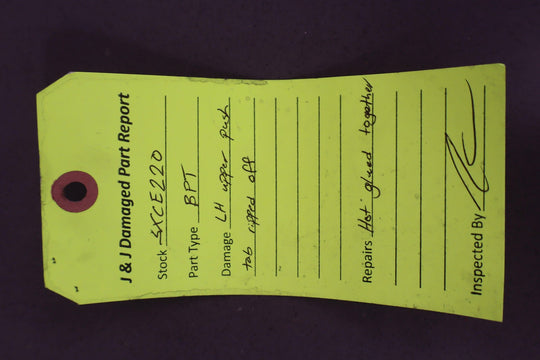 J & J Damaged Part Report
Stock SXCE220
Part Type BPT
Damage LH upper push
tab ripped off
Repairs Hot glued together
Inspected By